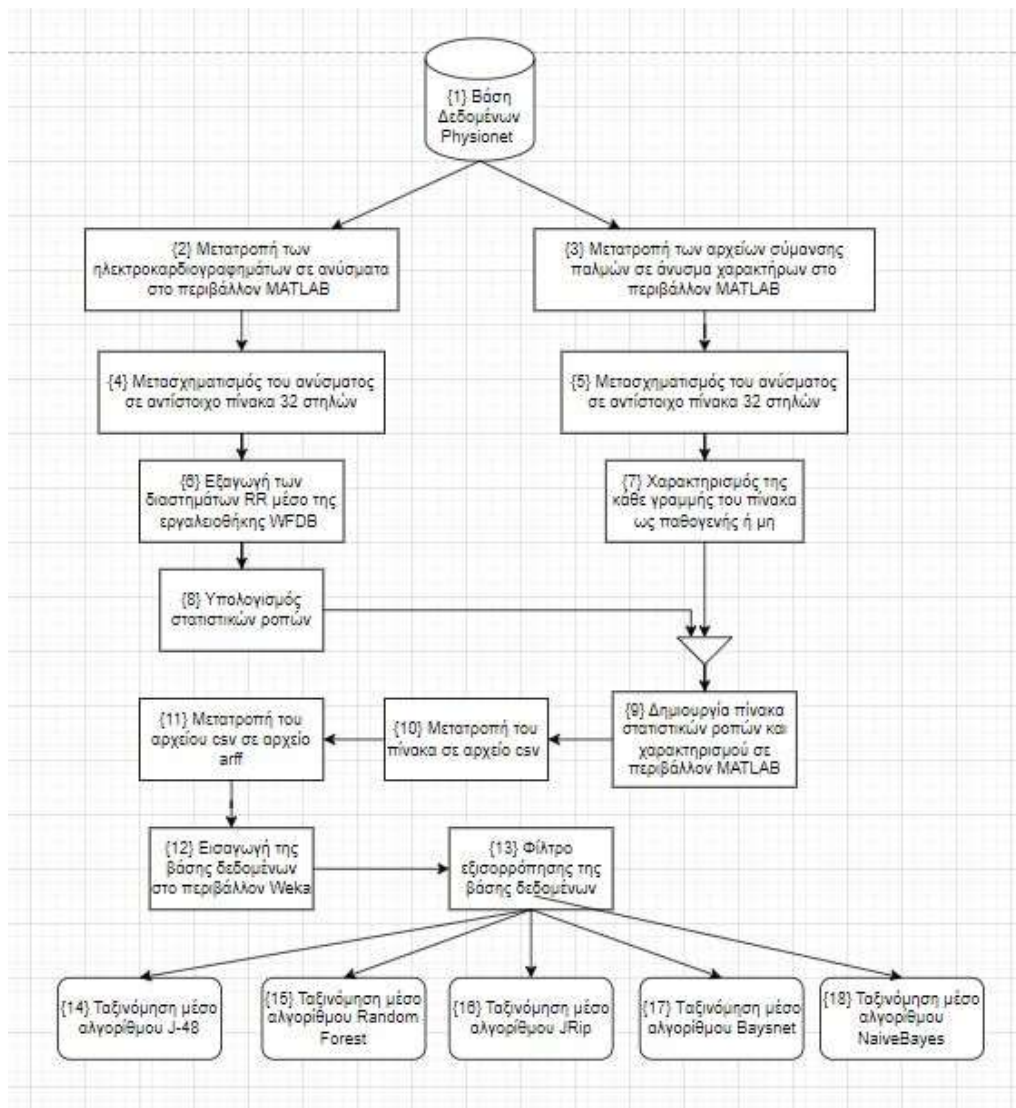 {1} Βάση
Δεδομένων
Physionet
{2} Μετατροπή των
ηλεκτροκαρδιογραφημάτων σε ανύσματα
στο περιβάλλον MATLAB
{3} Μετατροπή των αρχείων σύμανσης
παλμών σε άνυσμα χαρακτήρων στο
περιβάλλον MATLAB
{4} Μετασχηματισμός του ανύσματος
σε αντίστοιχο πίνακα 32 στηλών
{5} Μετασχηματισμός του ανύσματος
σε αντίστοιχο πίνακα 32 στηλών
{6} Εξαγωγή των
διαστημάτων RR μέσο της
εργαλειοθήκης WFDB
{7} Χαρακτηρισμός της
κάθε γραμμής του πίνακα
ως παθογενής ή μη
{8} Υπολογισμός
στατιστικών ροπών
{9} Δημιουργία πίνακα
στατιστικών ροπών και
χαρακτηρισμού σε
περιβάλλον MATLAB
{10} Μετατροπή του
πίνακα σε αρχείο csv
{11} Μετατροπή του
αρχείου csv σε αρχείο
arff
{12} Εισαγωγή της
βάσης δεδομένων
στο περιβάλλον Weka
{13} Φίλτρο
εξισορρόπησης της
βάσης δεδομένων
{14} Ταξινόμηση μέσο
αλγορίθμου J-48
{15} Ταξινόμηση μέσο
αλγορίθμου Random
Forest
{16} Ταξινόμηση μέσο
αλγορίθμου JRip
{17} Ταξινόμηση μέσο
αλγορίθμου Baysnet
{18} Ταξινόμηση μέσο
αλγορίθμου
NaiveBayes